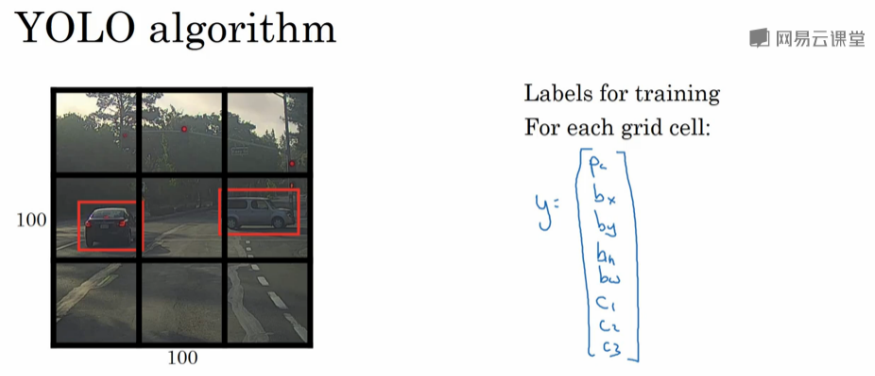 YOLO algorithm
网易云课堂
Labels for training
For each grid cell:
100
100
y=
pc
bx
by
bh
bw
c1
c2
c3